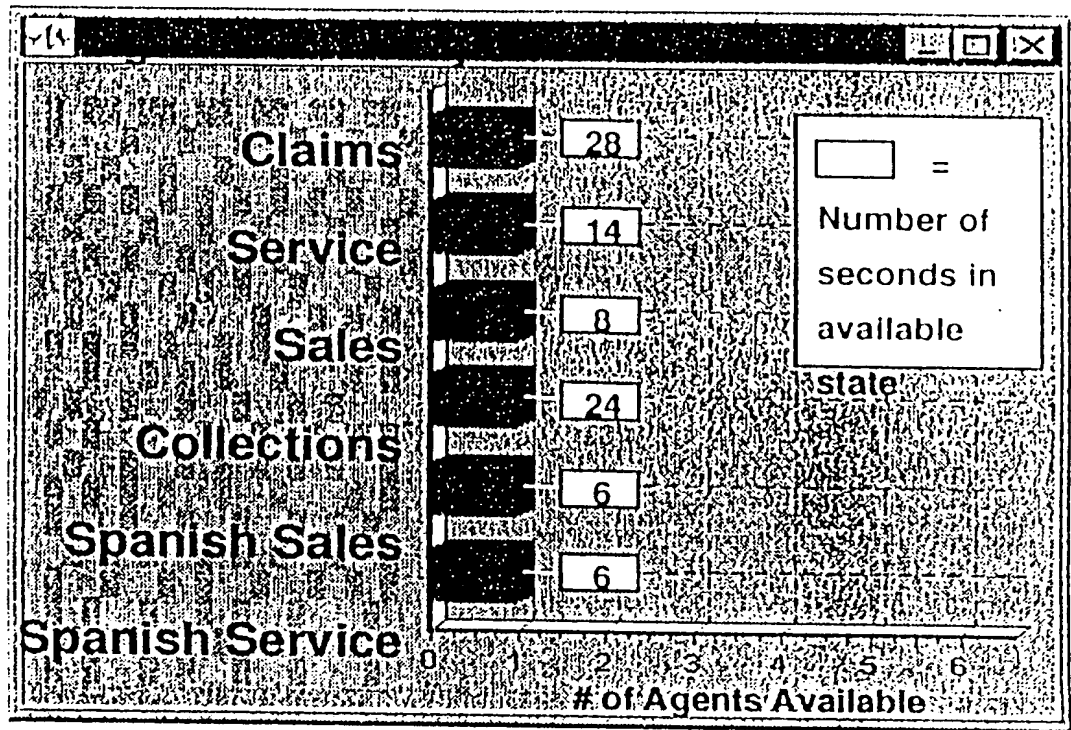 Claims
28
Service
14
Sales
8
Collections
24
Spanish Sales
6
Spanish Service
6
=
Number of
seconds in
available
state
0 1 2 3 4 5 6
# of Agents Available